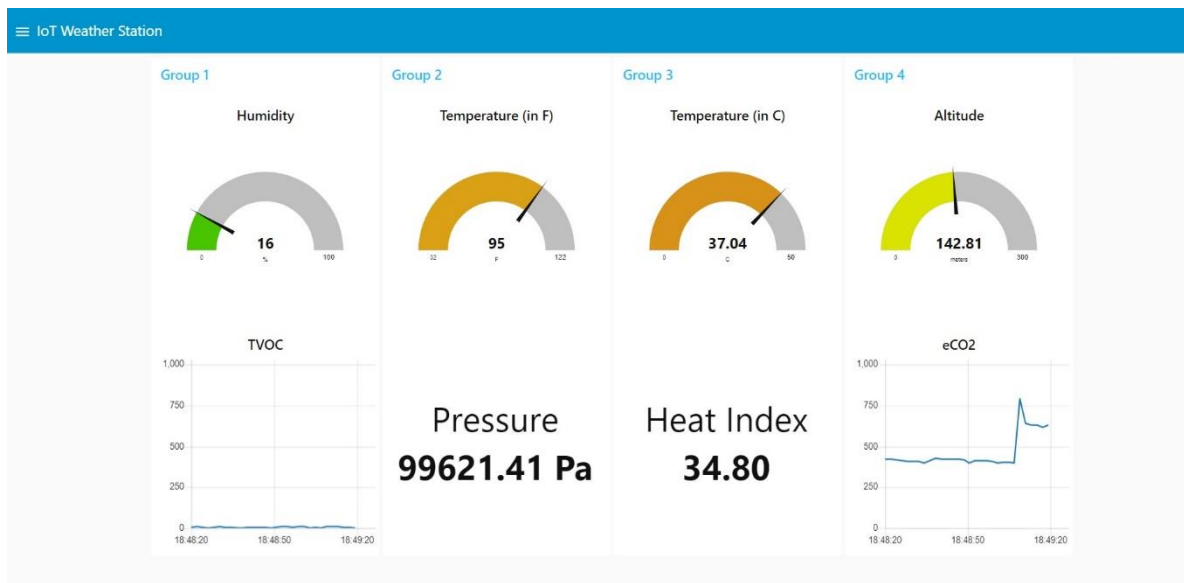 IoT Weather Station
Group 1
Humidity
16
0 % 100
TVOC
1,000
750
500
250
0
18:48:20 18:48:50 18:49:20
Group 2
Temperature (in F)
95
32 F 122
Pressure
99621.41 Pa
Group 3
Temperature (in C)
37.04
0 C 50
Heat Index
34.80
Group 4
Altitude
142.81
0 meters 300
eCO2
1,000
750
500
250
0
18:48:20 18:48:50 18:49:20